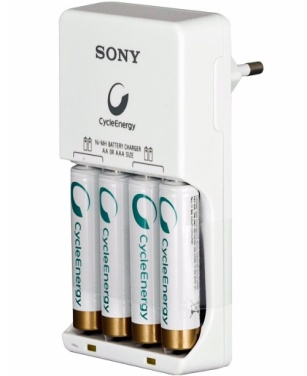 SONY
CycleEnergy
Ni-MH BATTERY CHARGER
AA OR AAA SIZE
CycleEnergy
CycleEnergy
CycleEnergy
CycleEnergy